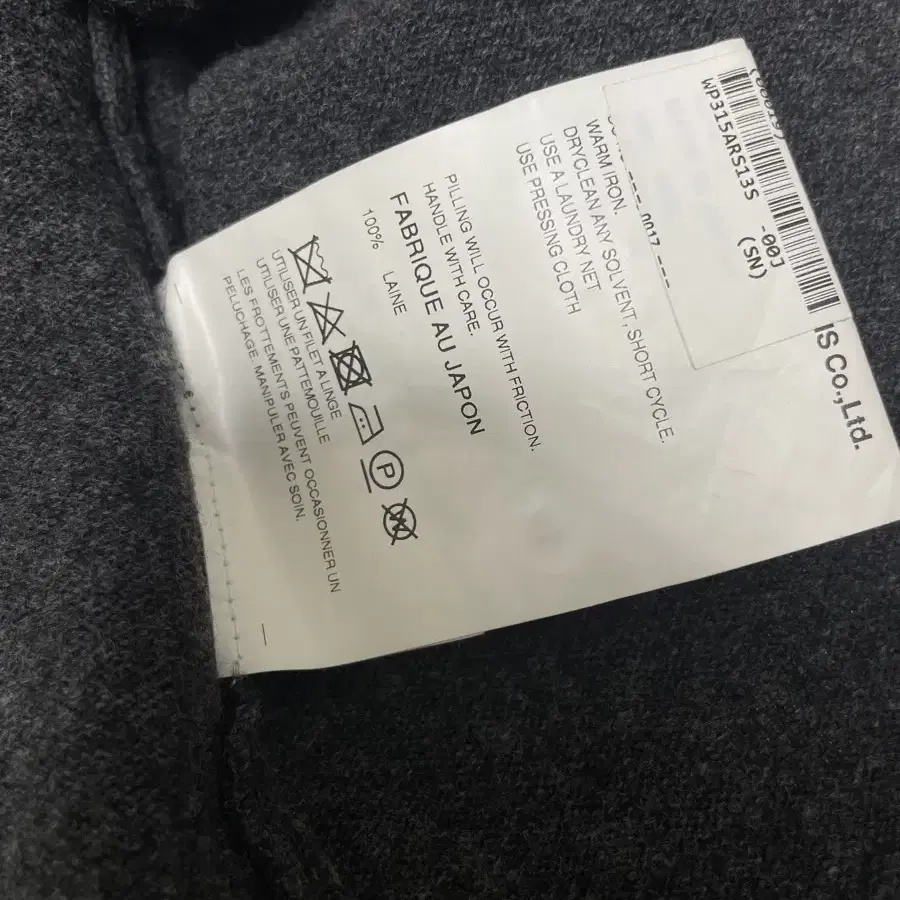 WP315ARS13S -00J
(SN)
IS Co.,Ltd.
WARM IRON.
DRYCLEAN ANY SOLVENT, SHORT CYCLE.
USE A LAUNDRY NET
USE PRESSING CLOTH
PILLING WILL OCCUR WITH FRICTION.
HANDLE WITH CARE.
FABRIQUE AU JAPON
100% LAINE
P
W
UTILISER UN FILET A LINGE
UTILISER UNE PATTEMOUILLE
LES FROTTEMENTS PEUVENT OCCASIONNER UN
PELUCHAGE. MANIPULER AVEC SOIN.